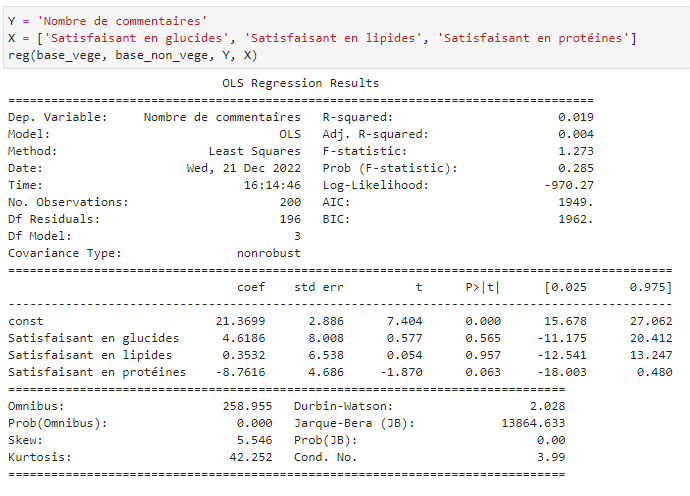 Y = 'Nombre de commentaires'
X = ['Satisfaisant en glucides', 'Satisfaisant en lipides', 'Satisfaisant en protéines']
reg(base_vege, base_non_vege, Y, X)
                              OLS Regression Results
==============================================================================
Dep. Variable:     Nombre de commentaires   R-squared:                       0.019
Model:                                OLS   Adj. R-squared:                  0.004
Method:                     Least Squares   F-statistic:                     1.273
Date:                    Wed, 21 Dec 2022   Prob (F-statistic):              0.285
Time:                            16:14:46   Log-Likelihood:                -970.27
No. Observations:                     200   AIC:                             1949.
Df Residuals:                         196   BIC:                             1962.
Df Model:                               3
Covariance Type:                nonrobust
=============================================================================================
                                coef    std err          t      P>|t|      [0.025      0.975]
---------------------------------------------------------------------------------------------
const                        21.3699      2.886      7.404      0.000      15.678      27.062
Satisfaisant en glucides      4.6186      8.008      0.577      0.565     -11.175      20.412
Satisfaisant en lipides       0.3532      6.538      0.054      0.957     -12.541      13.247
Satisfaisant en protéines    -8.7616      4.686     -1.870      0.063     -18.003       0.480
==============================================================================
Omnibus:                      258.955   Durbin-Watson:                   2.028
Prob(Omnibus):                  0.000   Jarque-Bera (JB):            13864.633
Skew:                           5.546   Prob(JB):                         0.00
Kurtosis:                      42.252   Cond. No.                         3.99
==============================================================================